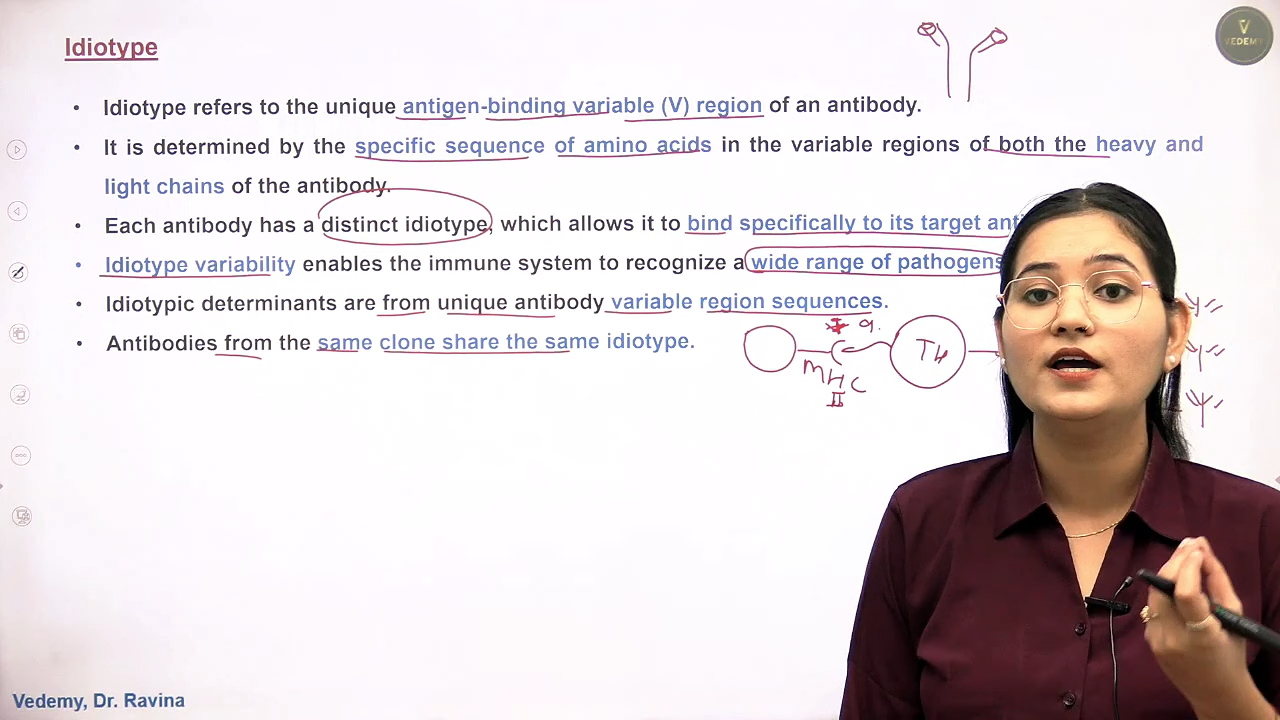 Idiotype
VEDEMY
• Idiotype refers to the unique antigen-binding variable (V) region of an antibody.
• It is determined by the specific sequence of amino acids in the variable regions of both the heavy and
light chains of the antibody.
• Each antibody has a distinct idiotype, which allows it to bind specifically to its target
• Idiotype variability enables the immune system to recognize a wide range of pathogens
• Idiotypic determinants are from unique antibody variable region sequences.
• Antibodies from the same clone share the same idiotype.
MHC
II
TH
Vedemy, Dr. Ravina